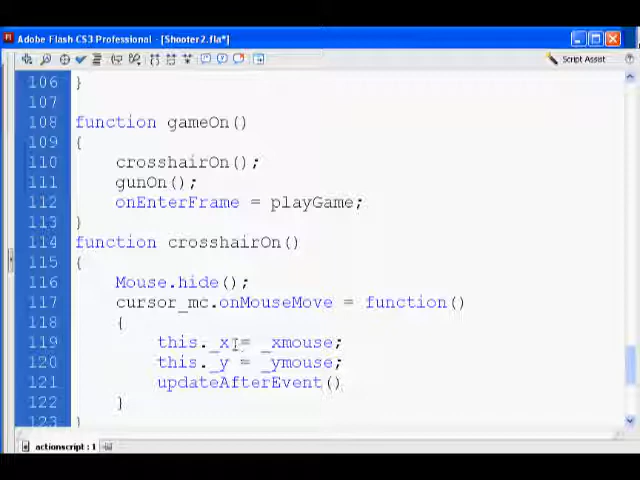 Adobe Flash CS3 Professional - [Shooter2.fla*]
Script Assist
106 }
107
108 function gameOn()
109 {
110 crosshairOn();
111 gunOn();
112 onEnterFrame = playGame;
113 }
114 function crosshairOn()
115 {
116 Mouse.hide();
117 cursor_mc.onMouseMove = function()
118 {
119 this._x = _xmouse;
120 this._y = _ymouse;
121 updateAfterEvent()
122 }
123 }
actionscript : 1